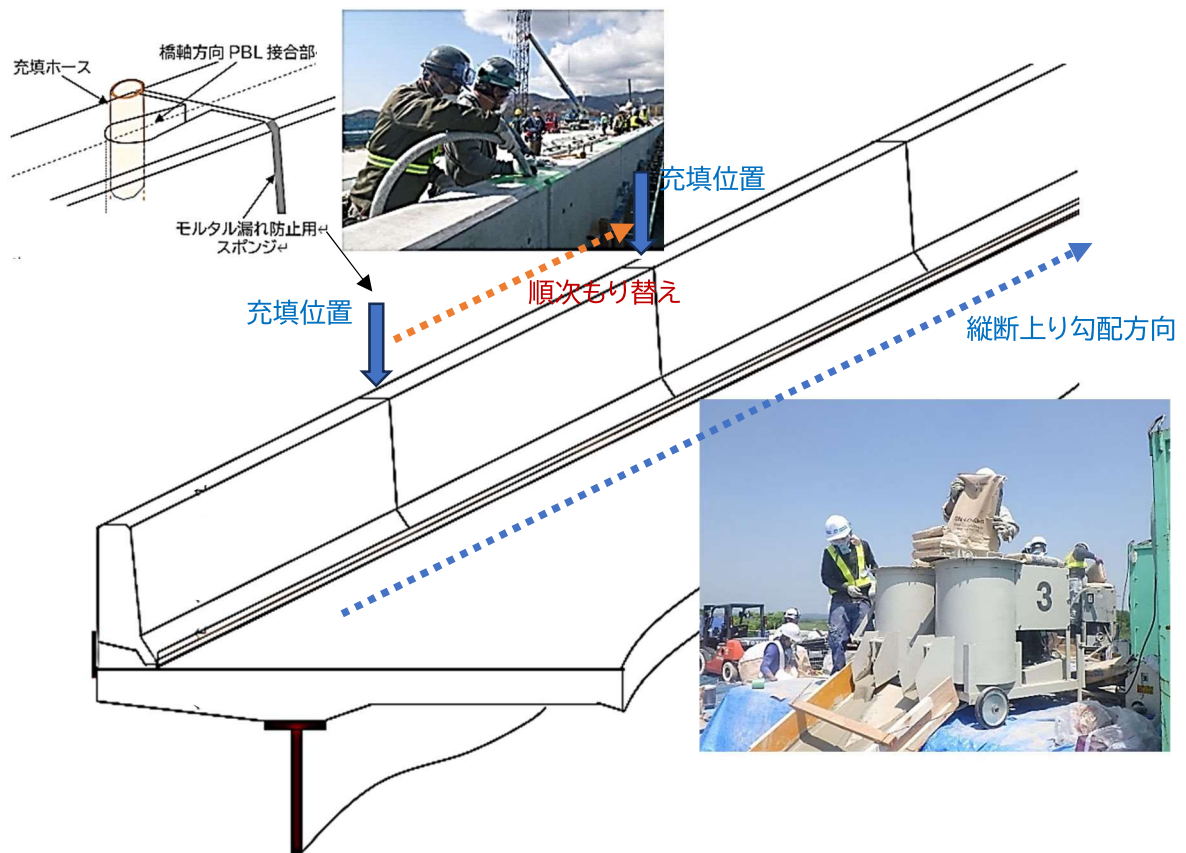 橋軸方向 PBL 接合部
充填ホース
モルタル漏れ防止用↵
スポンジ↵
充填位置
充填位置
順次もり替え
縦断上り勾配方向
3